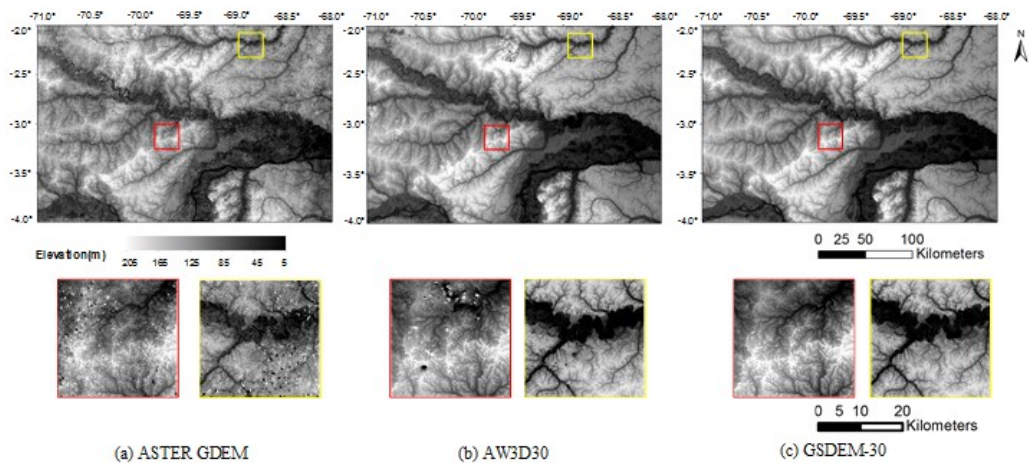 -71.0° -70.5° -70.0° -69.5° -69.0° -68.5° -68.0° -71.0° -70.5° -70.0° -69.5° -69.0° -68.5° -68.0° -71.0° -70.5° -70.0° -69.5° -69.0° -68.5° -68.0°
-2.0° -2.0° -2.0°
N
-2.5° -2.5° -2.5°
-3.0° -3.0° -3.0°
-3.5° -3.5° -3.5°
-4.0° -4.0° -4.0°
Elevation(m)
205 165 125 85 45 5
0 25 50 100
Kilometers
0 5 10 20
Kilometers
(a) ASTER GDEM (b) AW3D30 (c) GSDEM-30